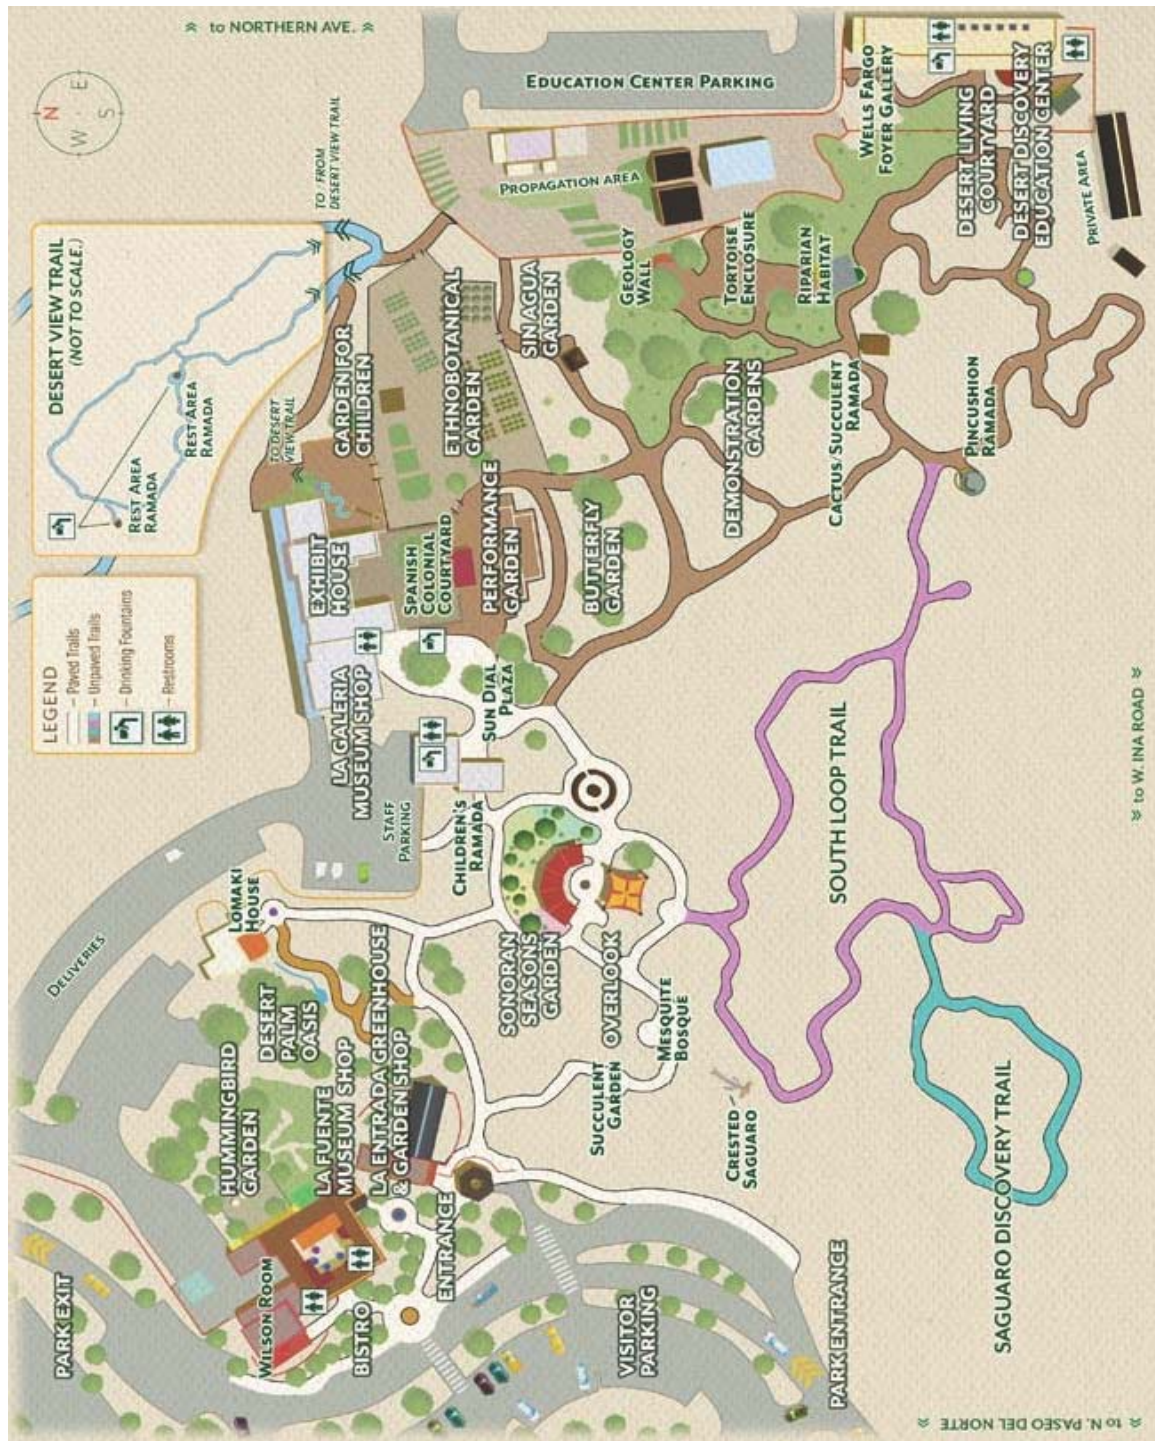 to NORTHERN AVE.
N
E
S
W
TO / FROM
DESERT VIEW TRAIL
EDUCATION CENTER PARKING
WELLS FARGO
FOYER GALLERY
DESERT LIVING
COURTYARD
DESERT DISCOVERY
EDUCATION CENTER
PRIVATE AREA
PROPAGATION AREA
DESERT VIEW TRAIL
(NOT TO SCALE.)
REST AREA
RAMADA
REST AREA
RAMADA
TO DESERT
VIEW TRAIL
GARDEN FOR
CHILDREN
ETHNOBOTANICAL
GARDEN
SIN AGUA
GARDEN
GEOLOGY
WALL
TORTOISE
ENCLOSURE
RIPARIAN
HABITAT
DEMONSTRATION
GARDENS
CACTUS/SUCCULENT
RAMADA
PINCUSHION
RAMADA
LEGEND
– Paved Trails
– Unpaved Trails
– Drinking Fountains
– Restrooms
EXHIBIT
HOUSE
SPANISH
COLONIAL
COURTYARD
PERFORMANCE
GARDEN
BUTTERFLY
GARDEN
LA GALERIA
MUSEUM SHOP
SUN DIAL
PLAZA
STAFF
PARKING
CHILDREN'S
RAMADA
SOUTH LOOP TRAIL
to W. INA ROAD
DELIVERIES
LOMAKI
HOUSE
DESERT
PALM
OASIS
SONORAN
SEASONS
GARDEN
OVERLOOK
MESQUITE
BOSQUE
HUMMINGBIRD
GARDEN
LA FUENTE
MUSEUM SHOP
LA ENTRADA GREENHOUSE
& GARDEN SHOP
SUCCULENT
GARDEN
CRESTED
SAGUARO
SAGUARO DISCOVERY TRAIL
PARK EXIT
WILSON ROOM
BISTRO
ENTRANCE
VISITOR
PARKING
PARK ENTRANCE
to N. PASEO DEL NORTE